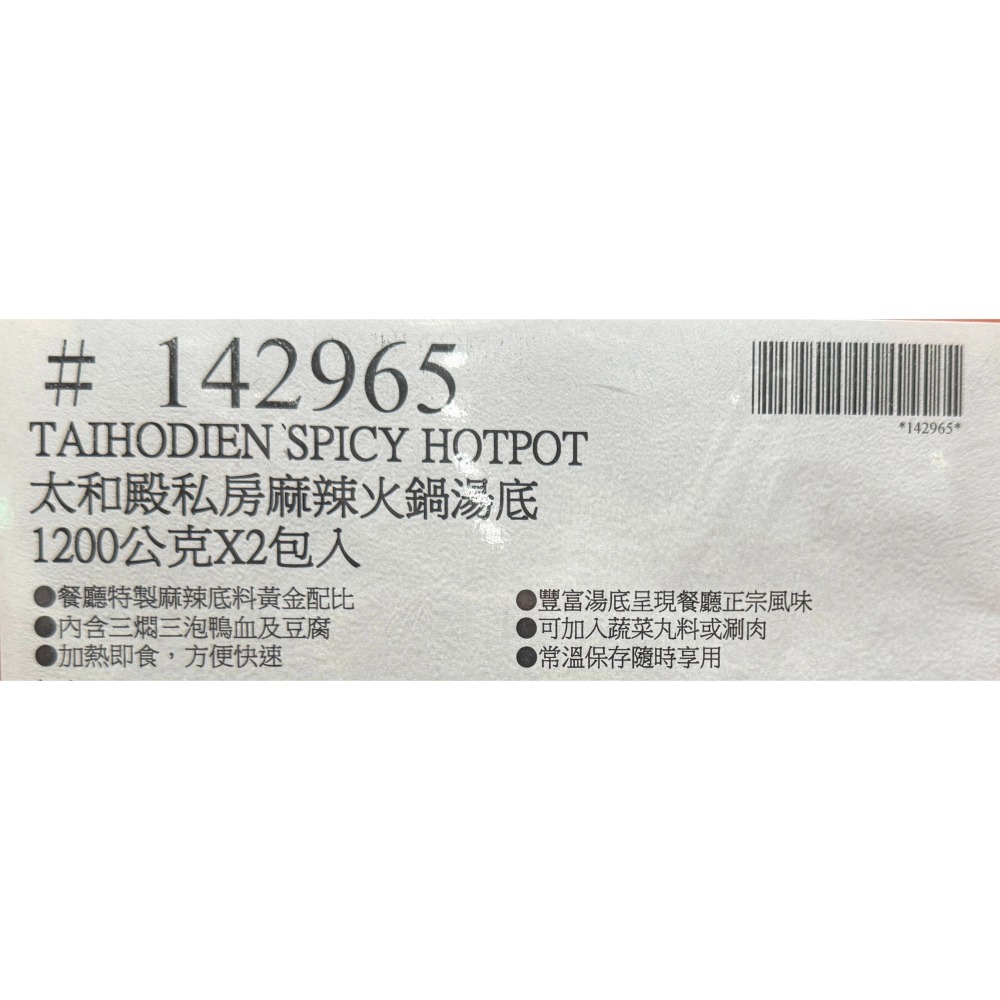 # 142965
*142965*
TAIHODIEN SPICY HOTPOT
太和殿私房麻辣火鍋湯底
1200公克X2包入
●餐廳特製麻辣底料黃金配比
●內含三燜三泡鴨血及豆腐
●加熱即食，方便快速
●豐富湯底呈現餐廳正宗風味
●可加入蔬菜丸料或涮肉
●常溫保存隨時享用